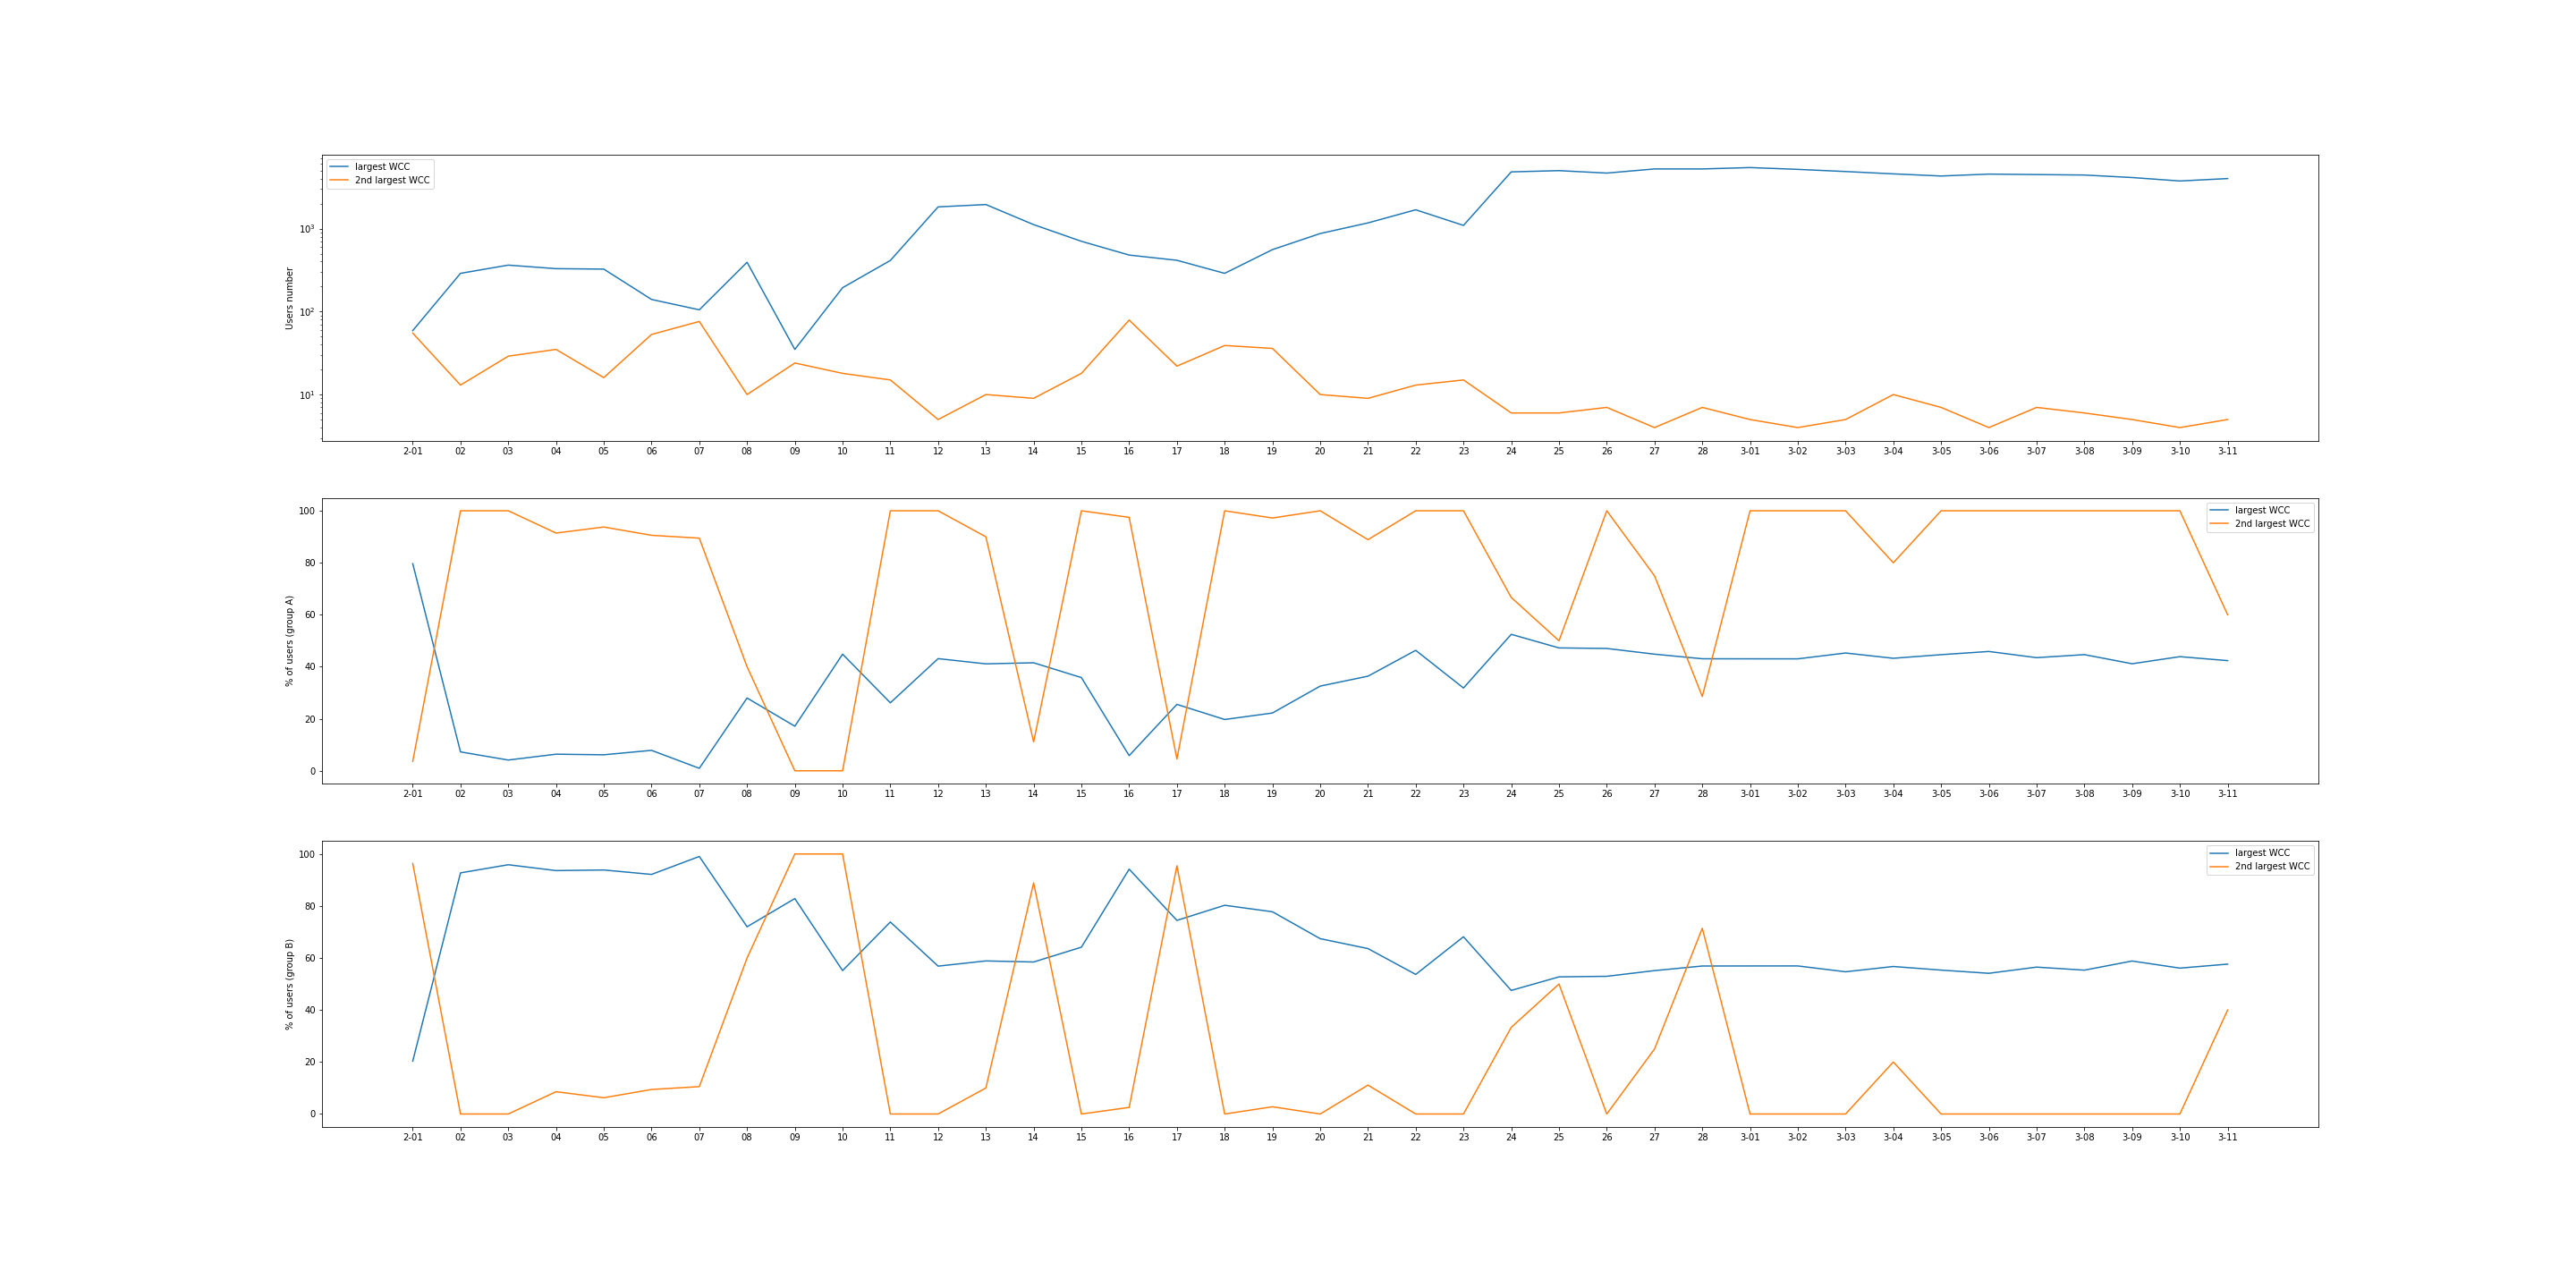 largest WCC
2nd largest WCC
Users number
10³
10²
10¹
2-01 02 03 04 05 06 07 08 09 10 11 12 13 14 15 16 17 18 19 20 21 22 23 24 25 26 27 28 3-01 3-02 3-03 3-04 3-05 3-06 3-07 3-08 3-09 3-10 3-11
largest WCC
2nd largest WCC
% of users (group A)
100
80
60
40
20
0
2-01 02 03 04 05 06 07 08 09 10 11 12 13 14 15 16 17 18 19 20 21 22 23 24 25 26 27 28 3-01 3-02 3-03 3-04 3-05 3-06 3-07 3-08 3-09 3-10 3-11
largest WCC
2nd largest WCC
% of users (group B)
100
80
60
40
20
0
2-01 02 03 04 05 06 07 08 09 10 11 12 13 14 15 16 17 18 19 20 21 22 23 24 25 26 27 28 3-01 3-02 3-03 3-04 3-05 3-06 3-07 3-08 3-09 3-10 3-11